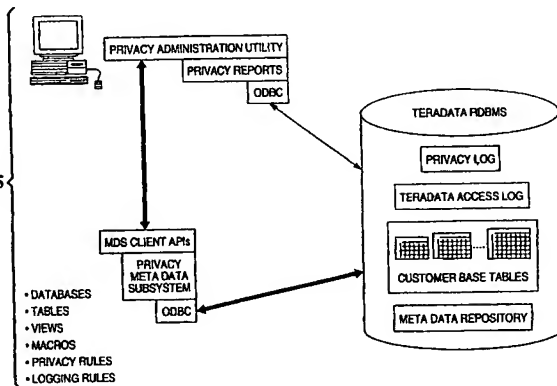 PRIVACY ADMINISTRATION UTILITY
PRIVACY REPORTS
ODBC
TERADATA RDBMS
PRIVACY LOG
TERADATA ACCESS LOG
CUSTOMER BASE TABLES
META DATA REPOSITORY
S
MDS CLIENT APIs
PRIVACY
META DATA
SUBSYSTEM
ODBC
• DATABASES
• TABLES
• VIEWS
• MACROS
• PRIVACY RULES
• LOGGING RULES